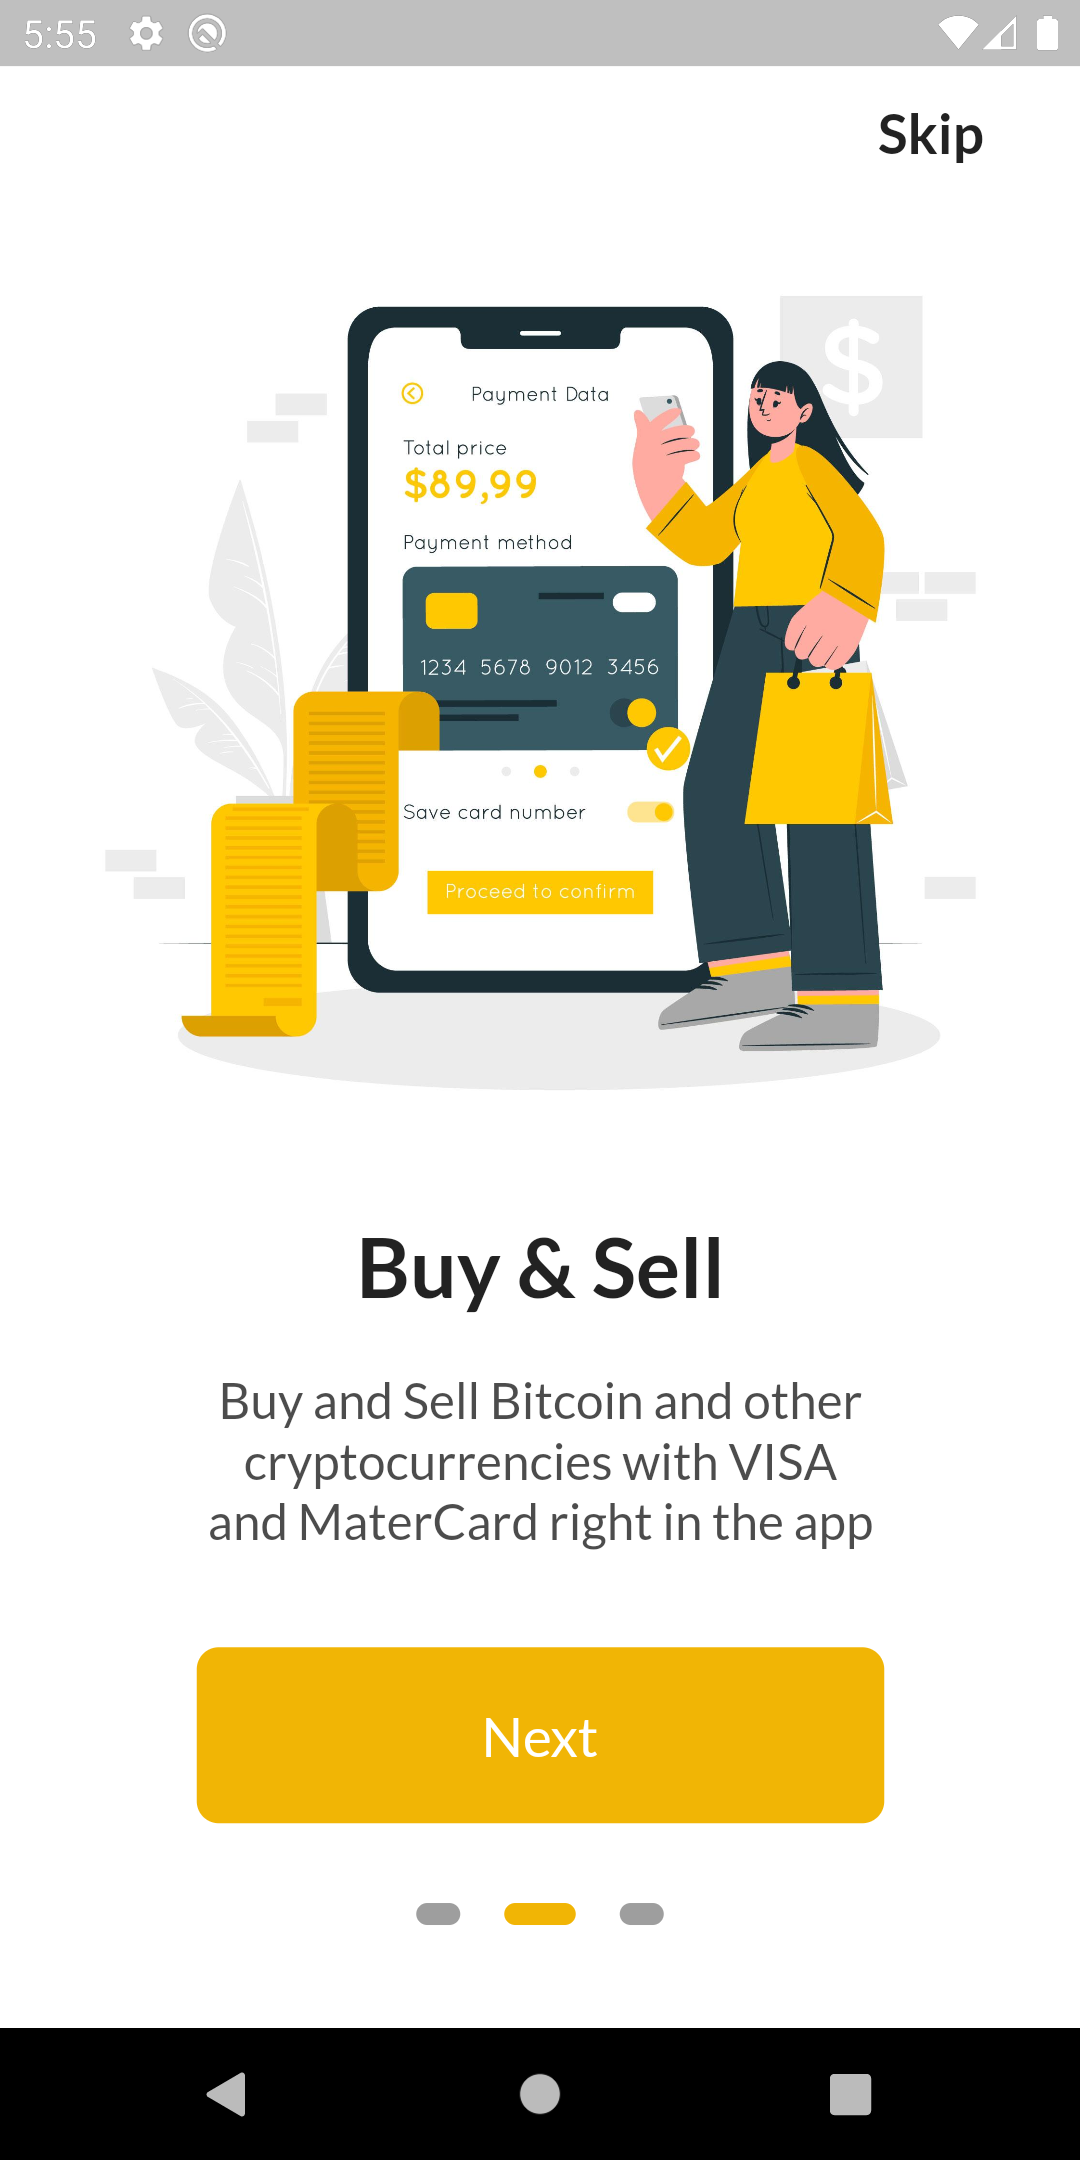 5:55
Skip
Payment Data
Total price
$89,99
Payment method
1234 5678 9012 3456
Save card number
Proceed to confirm
$
Buy & Sell
Buy and Sell Bitcoin and other
cryptocurrencies with VISA
and MaterCard right in the app
Next